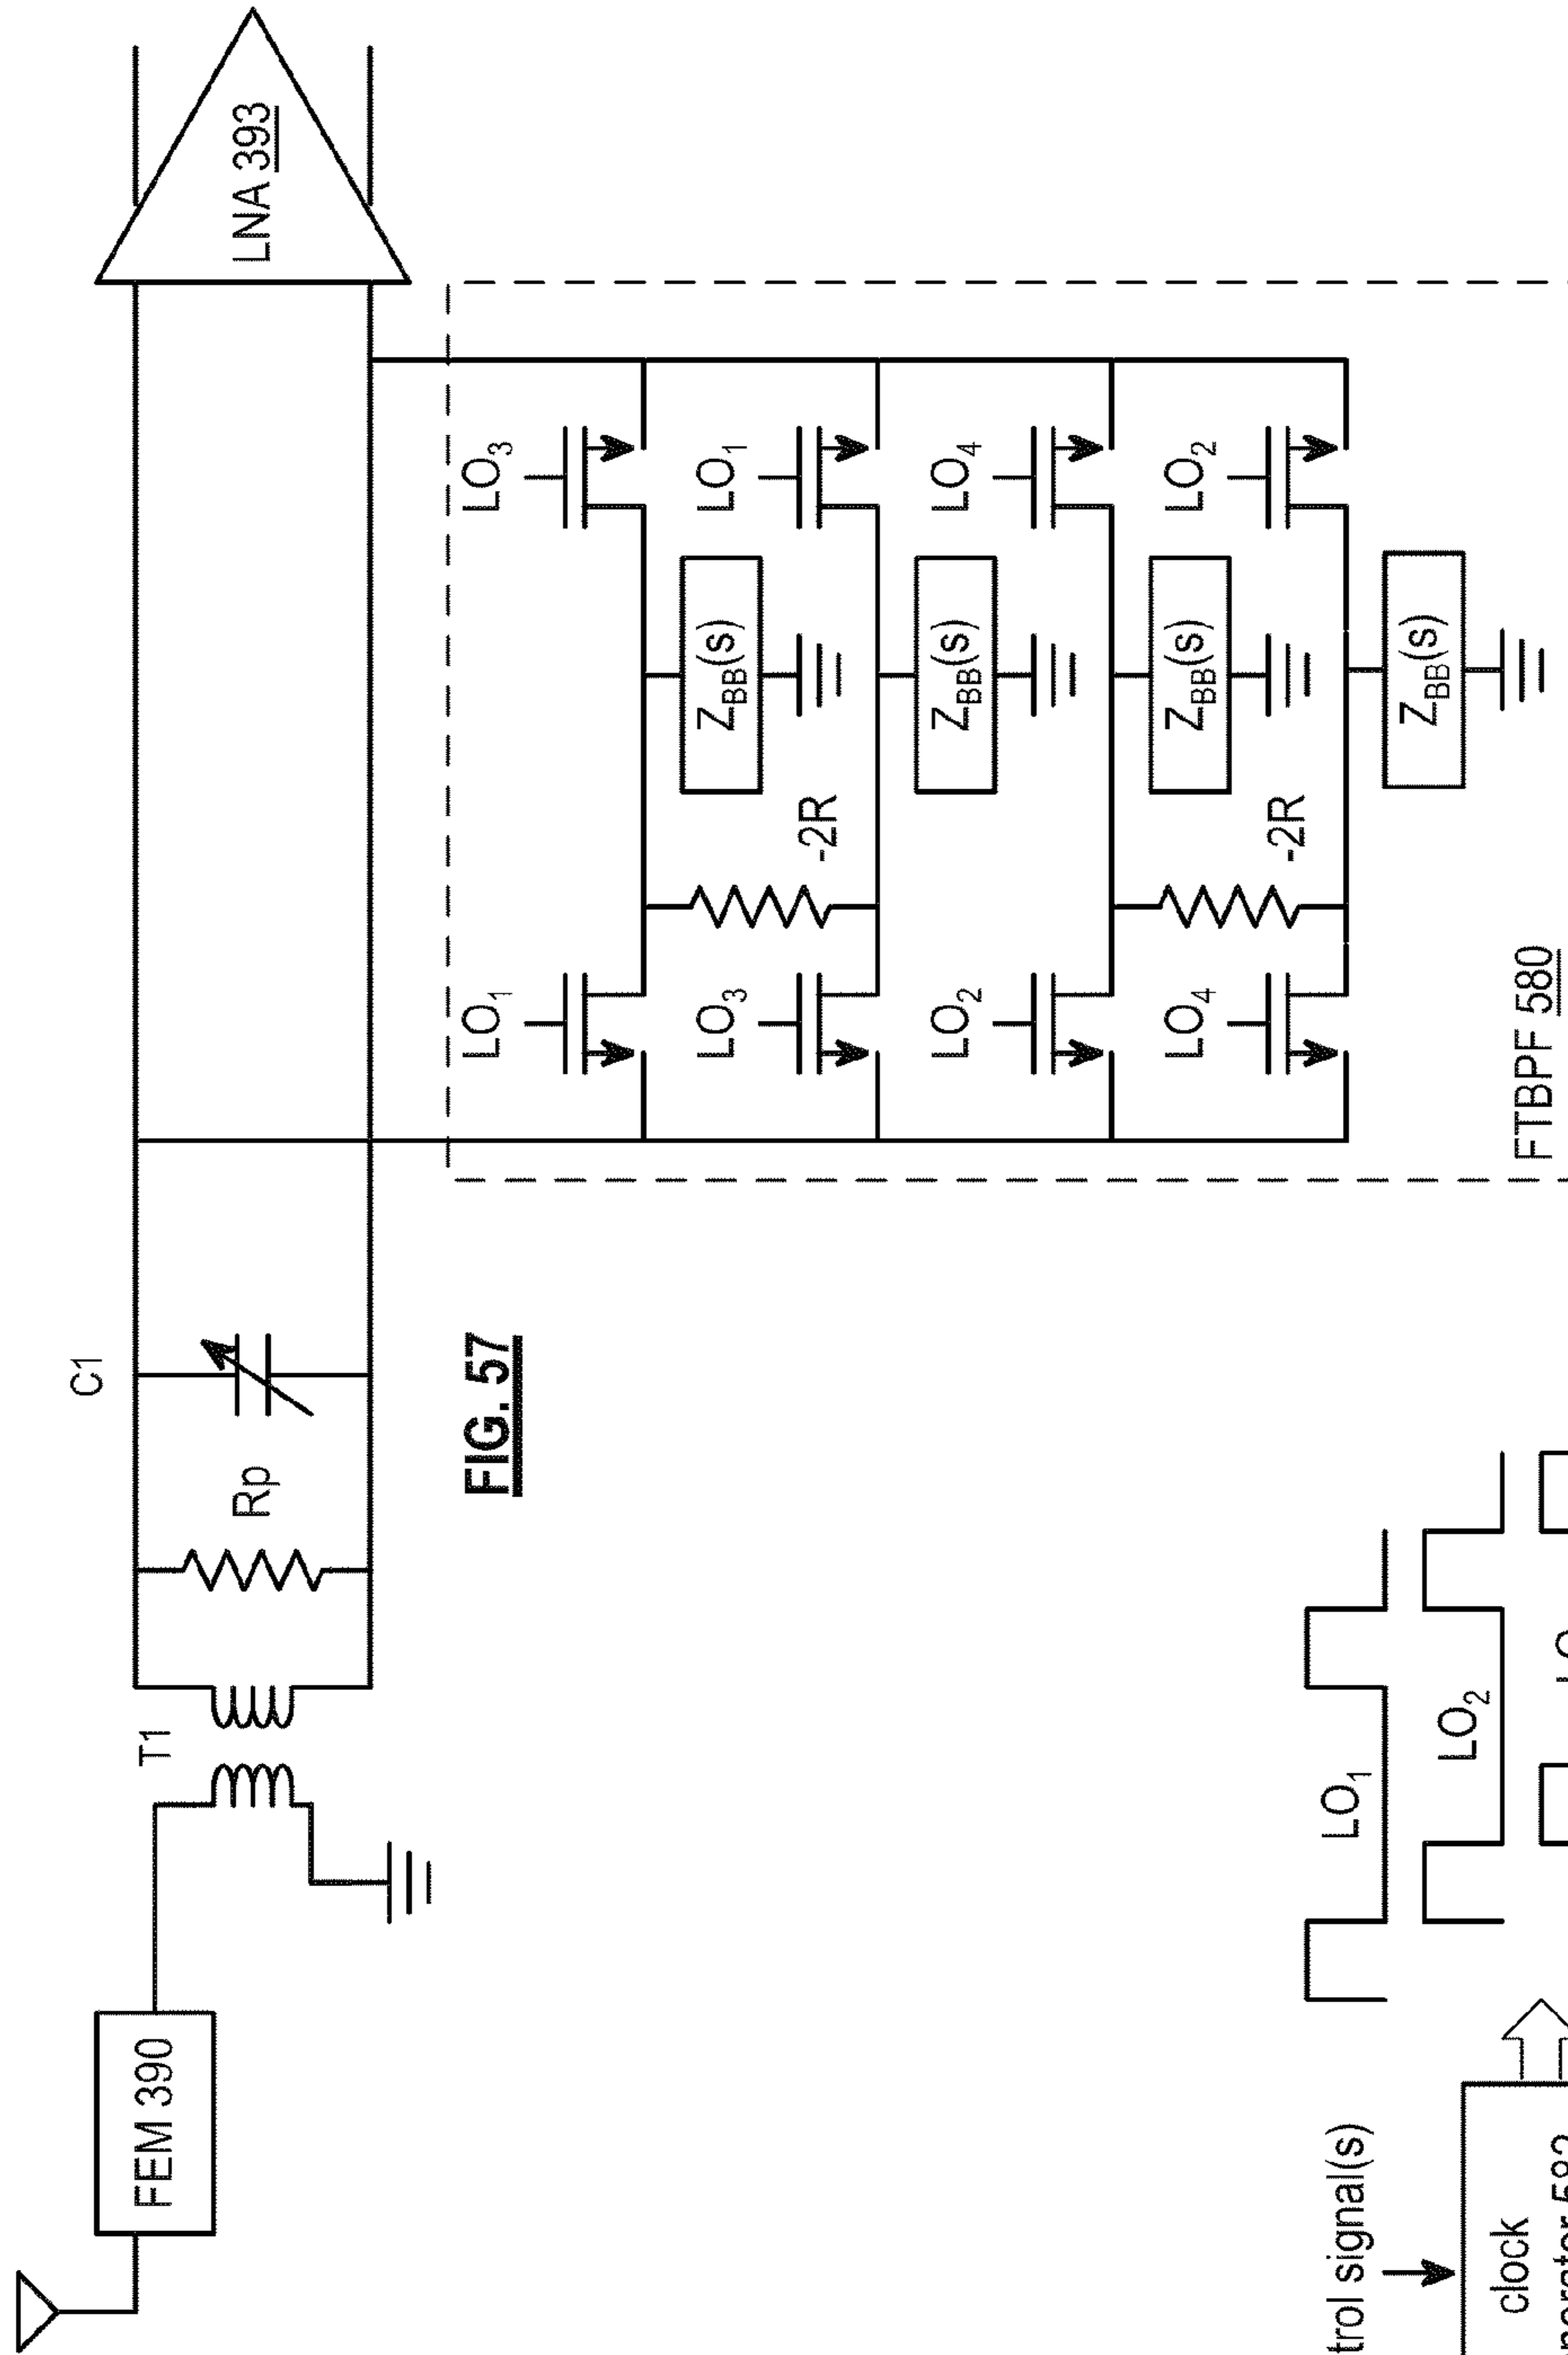 FEM 390
T1
Rp
C1
LNA 393
FIG. 57
LO1
LO3
LO3
LO1
LO2
LO4
LO4
LO2
ZBB(s)
ZBB(s)
ZBB(s)
ZBB(s)
-2R
-2R
FTBPF 580
trol signal(s)
clock
LO1
LO2